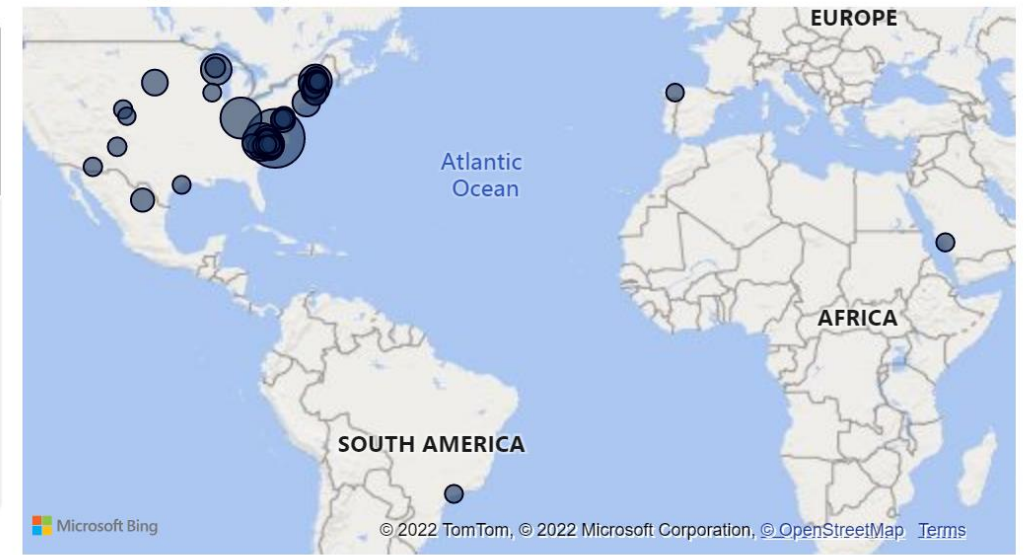 EUROPE
Atlantic
Ocean
AFRICA
SOUTH AMERICA
Microsoft Bing
© 2022 TomTom, © 2022 Microsoft Corporation, © OpenStreetMap Terms